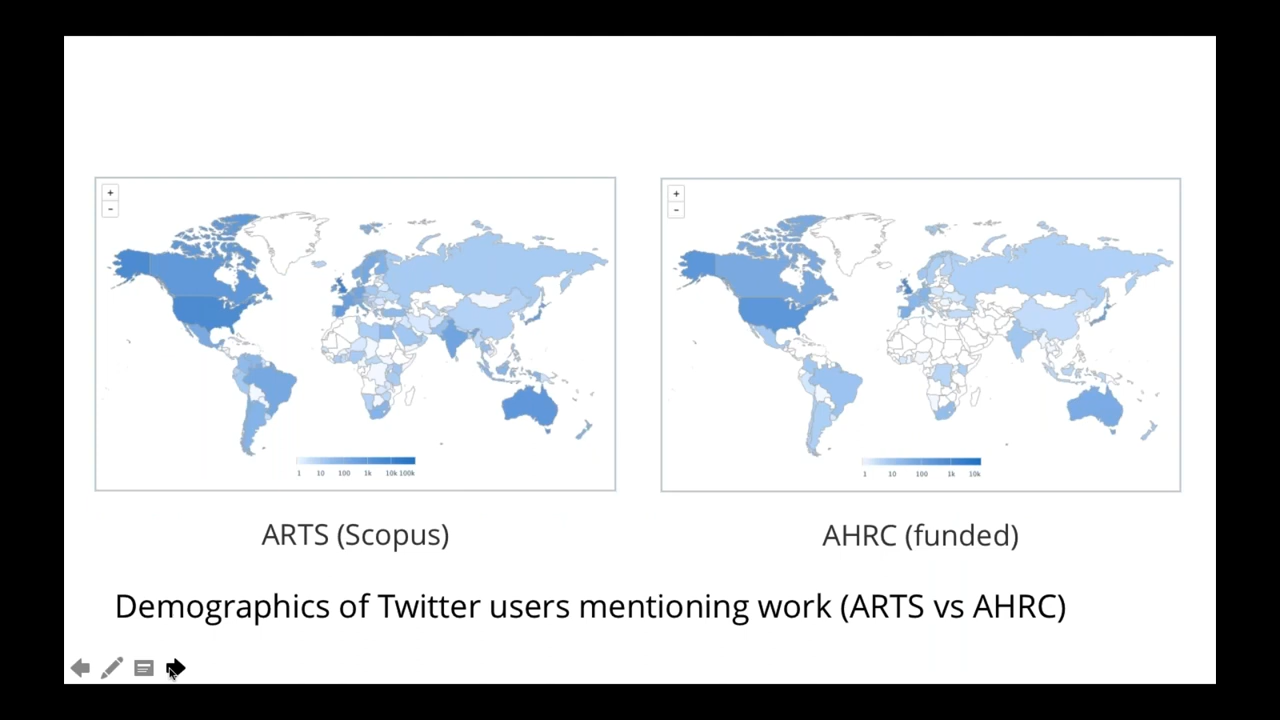 +
-
1 10 100 1k 10k 100k
+
-
1 10 100 1k 10k
ARTS (Scopus)
AHRC (funded)
Demographics of Twitter users mentioning work (ARTS vs AHRC)